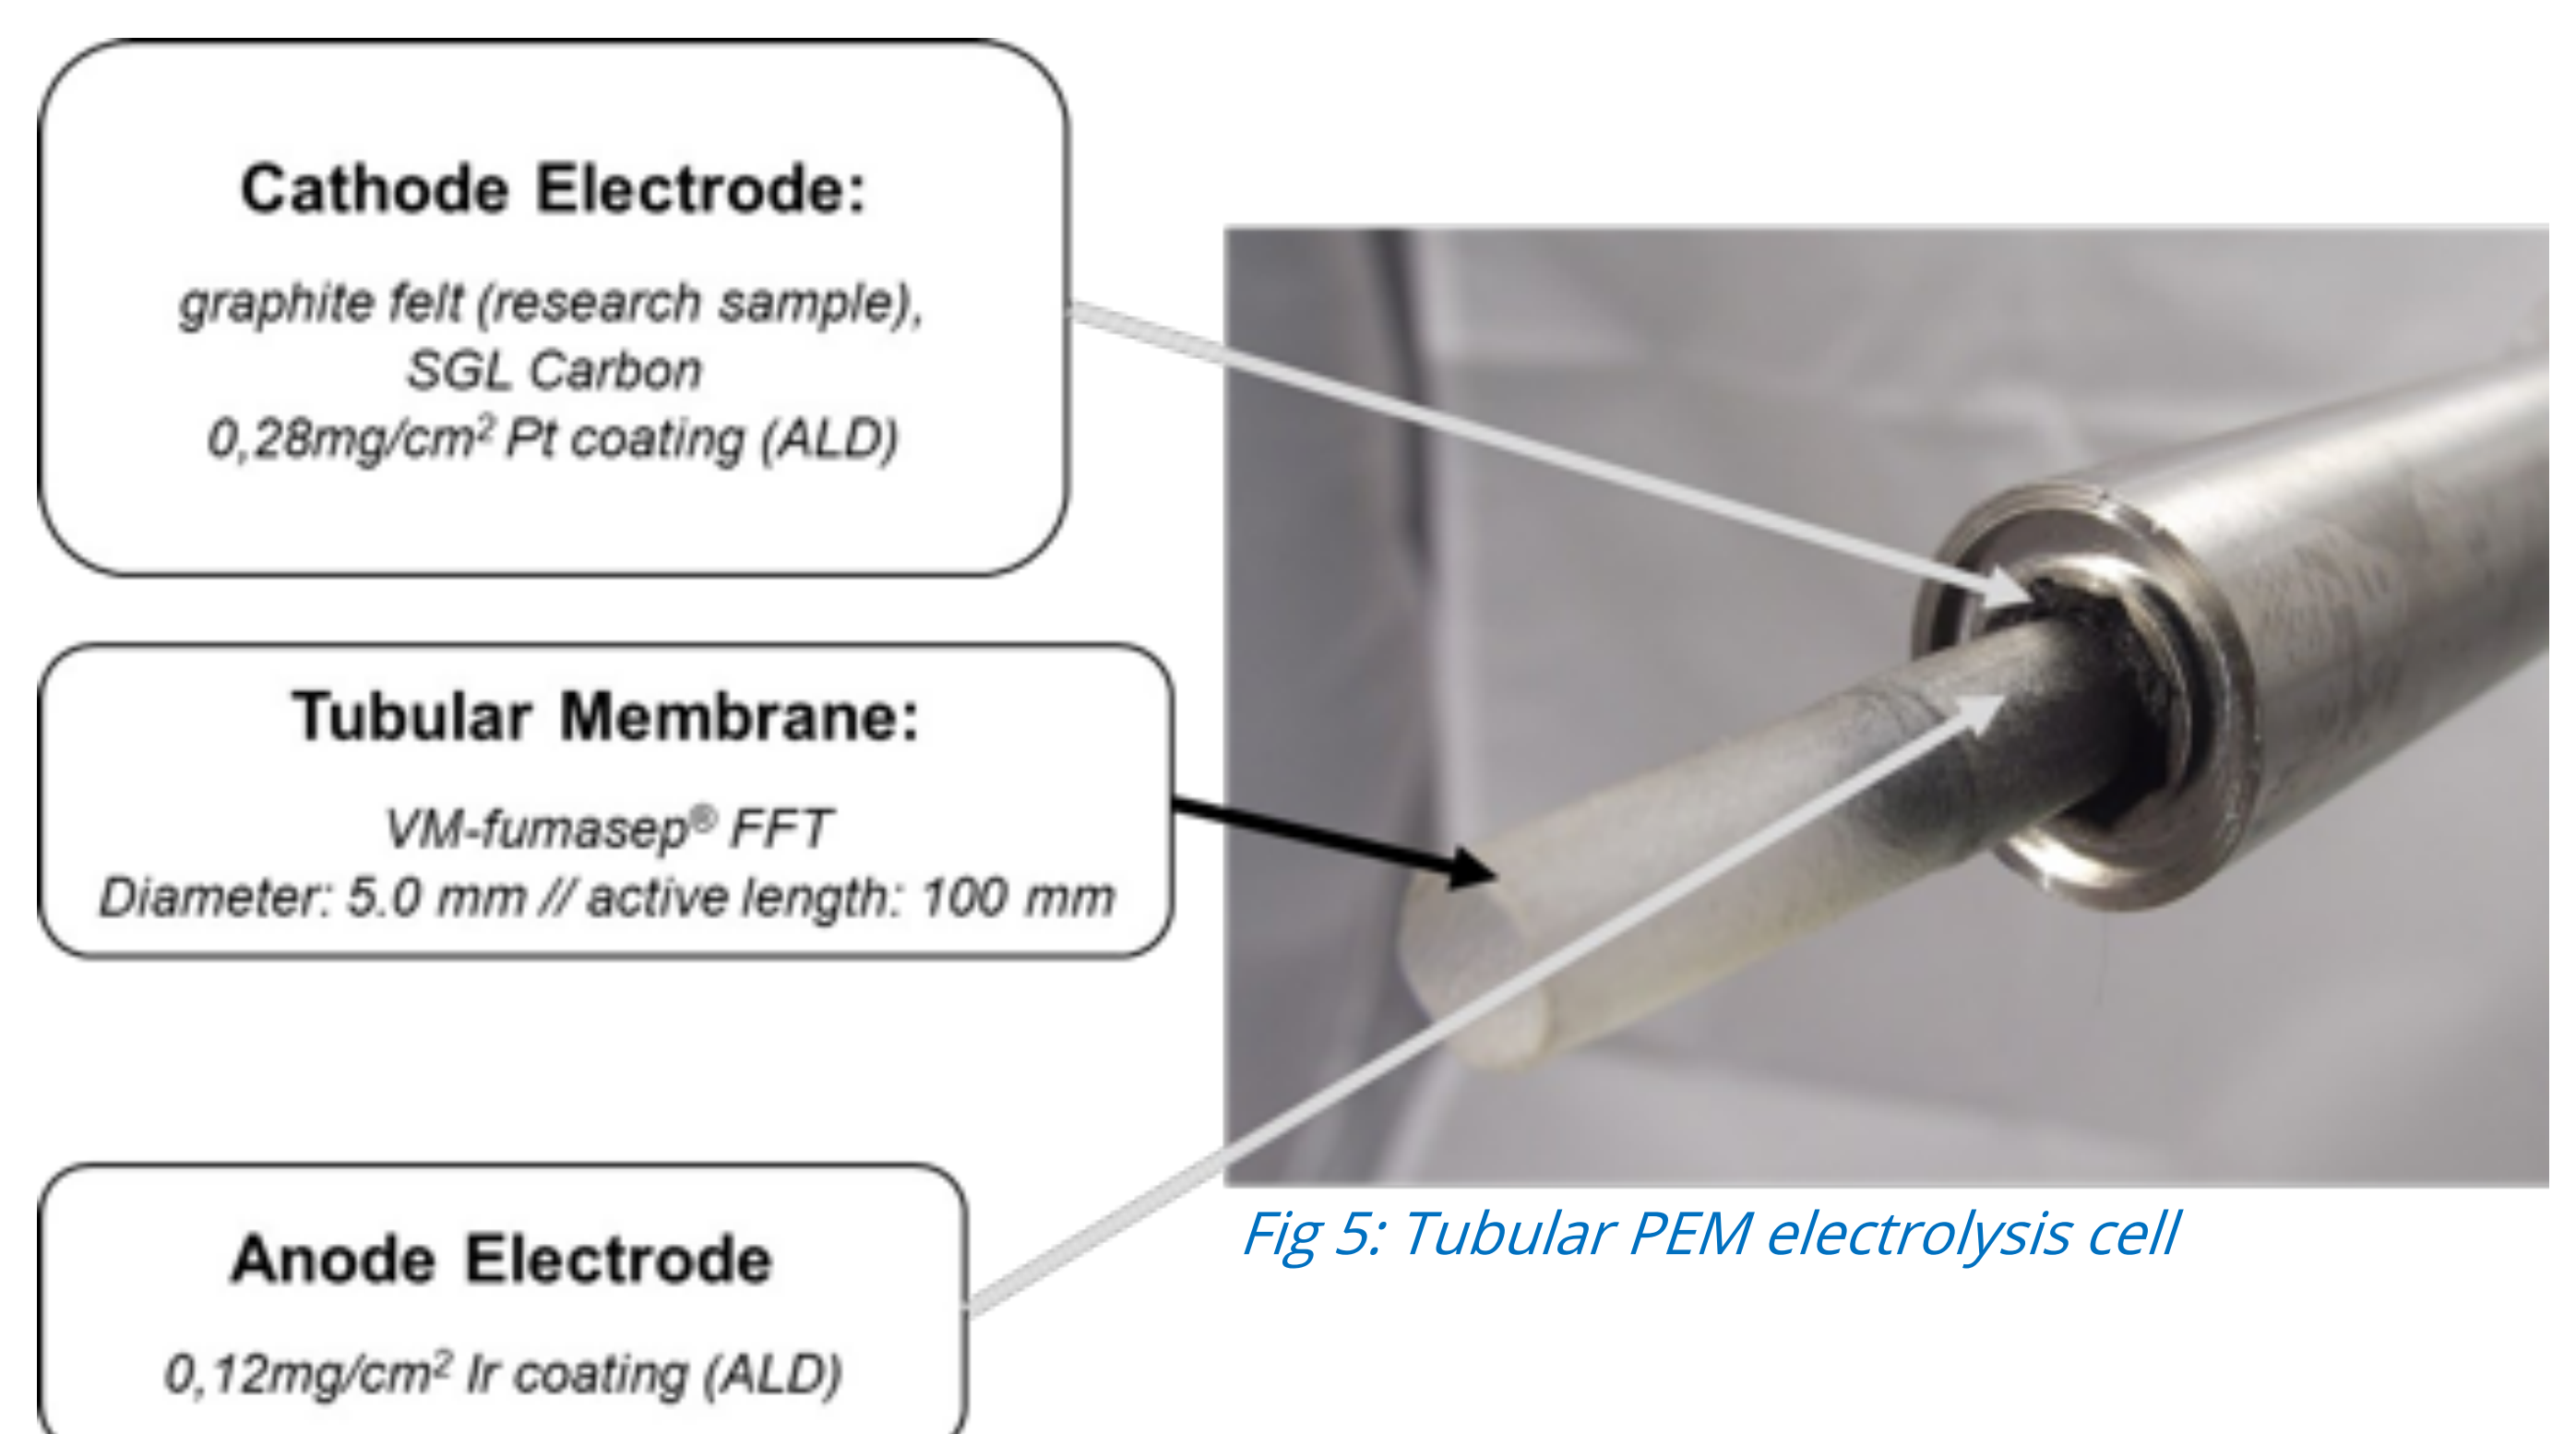 Cathode Electrode:
graphite felt (research sample),
SGL Carbon
0,28mg/cm² Pt coating (ALD)
Tubular Membrane:
VM-fumasep® FFT
Diameter: 5.0 mm // active length: 100 mm
Anode Electrode
0,12mg/cm² Ir coating (ALD)
Fig 5: Tubular PEM electrolysis cell